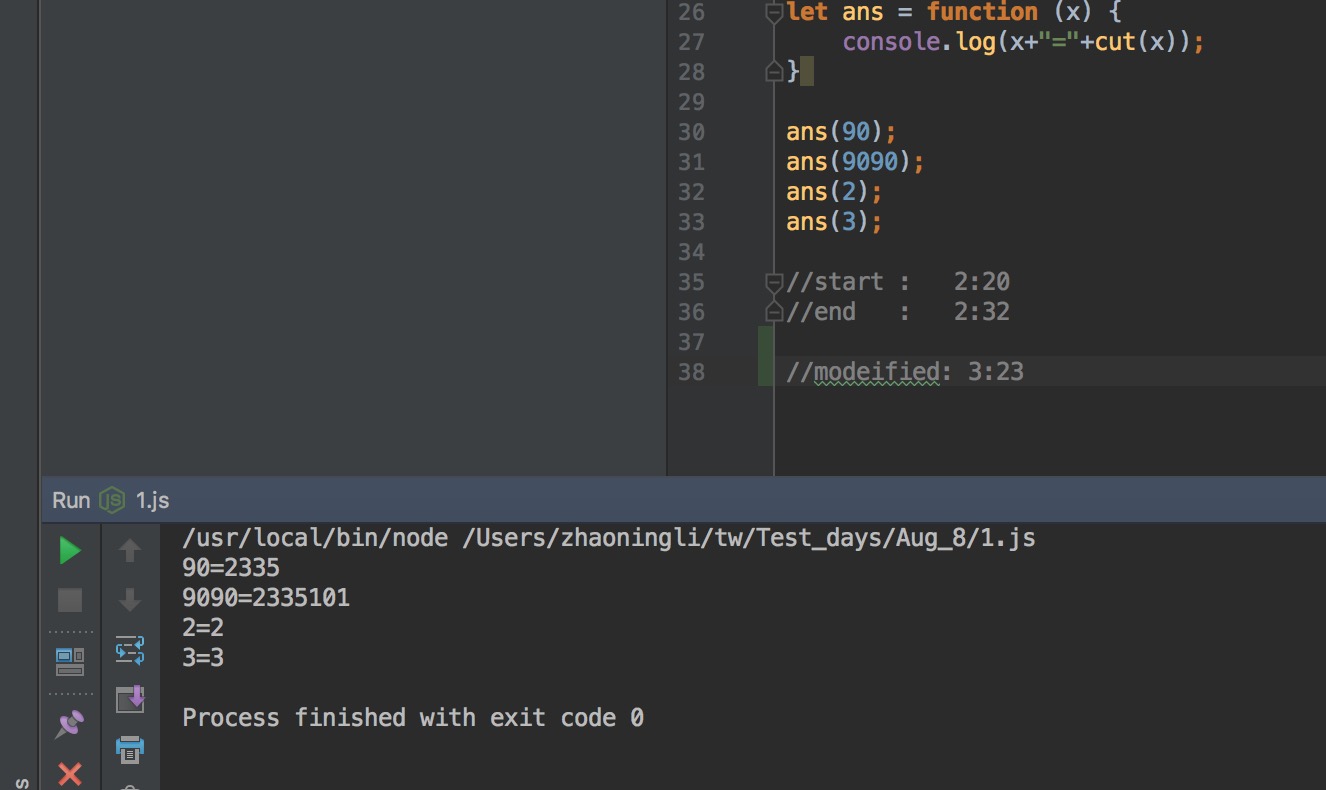 26 let ans = function (x) {
27 console.log(x+"="+cut(x));
28 }
29
30 ans(90);
31 ans(9090);
32 ans(2);
33 ans(3);
34
35 //start :   2:20
36 //end   :   2:32
37
38 //modeified: 3:23
Run JS 1.js
/usr/local/bin/node /Users/zhaoningli/tw/Test_days/Aug_8/1.js
90=2335
9090=2335101
2=2
3=3
Process finished with exit code 0
s